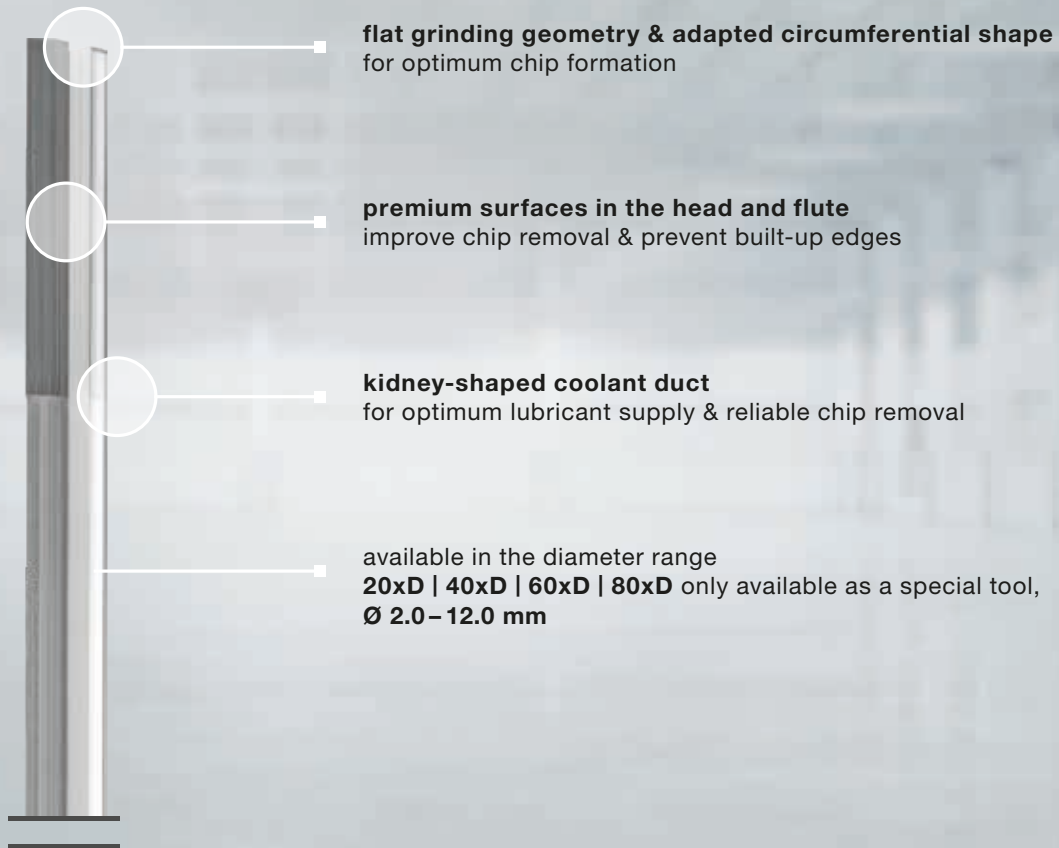 flat grinding geometry & adapted circumferential shape
for optimum chip formation
premium surfaces in the head and flute
improve chip removal & prevent built-up edges
kidney-shaped coolant duct
for optimum lubricant supply & reliable chip removal
available in the diameter range
20xD | 40xD | 60xD | 80xD only available as a special tool,
Ø 2.0–12.0 mm